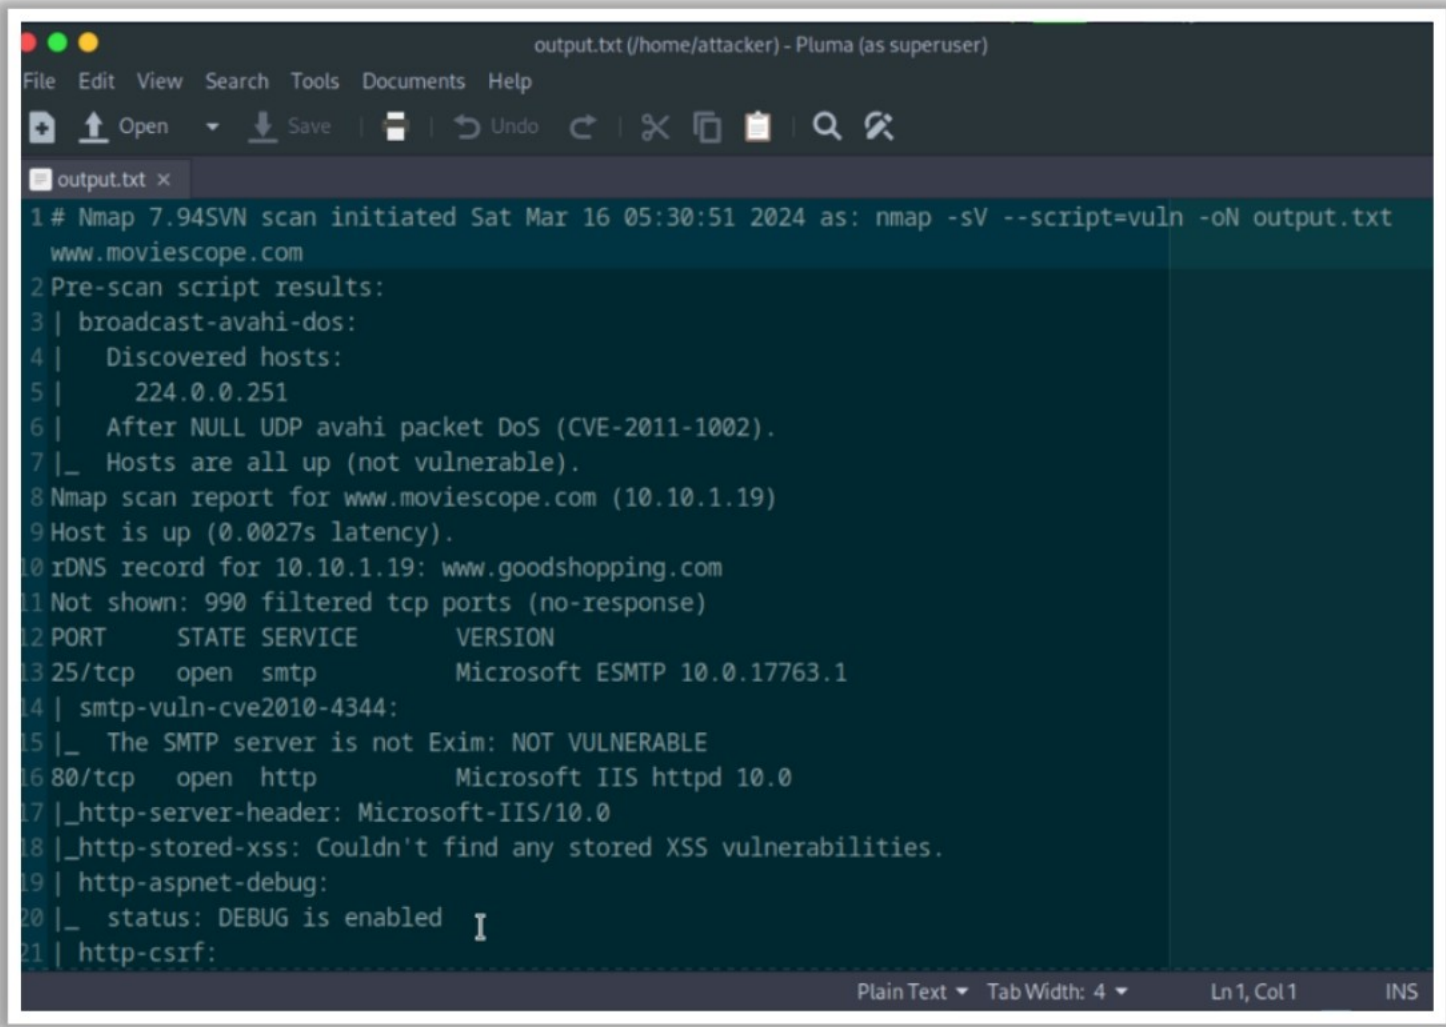 output.txt (/home/attacker) - Pluma (as superuser)
File Edit View Search Tools Documents Help
Open Save Undo
output.txt ×
1 # Nmap 7.94SVN scan initiated Sat Mar 16 05:30:51 2024 as: nmap -sV --script=vuln -oN output.txt
www.moviescope.com
2 Pre-scan script results:
3 | broadcast-avahi-dos:
4 |   Discovered hosts:
5 |     224.0.0.251
6 |   After NULL UDP avahi packet DoS (CVE-2011-1002).
7 |_  Hosts are all up (not vulnerable).
8 Nmap scan report for www.moviescope.com (10.10.1.19)
9 Host is up (0.0027s latency).
10 rDNS record for 10.10.1.19: www.goodshopping.com
11 Not shown: 990 filtered tcp ports (no-response)
12 PORT     STATE SERVICE       VERSION
13 25/tcp   open  smtp          Microsoft ESMTP 10.0.17763.1
14 | smtp-vuln-cve2010-4344:
15 |_  The SMTP server is not Exim: NOT VULNERABLE
16 80/tcp   open  http          Microsoft IIS httpd 10.0
17 |_http-server-header: Microsoft-IIS/10.0
18 |_http-stored-xss: Couldn't find any stored XSS vulnerabilities.
19 | http-aspnet-debug:
20 |_  status: DEBUG is enabled
21 | http-csrf:
Plain Text Tab Width: 4 Ln 1, Col 1 INS